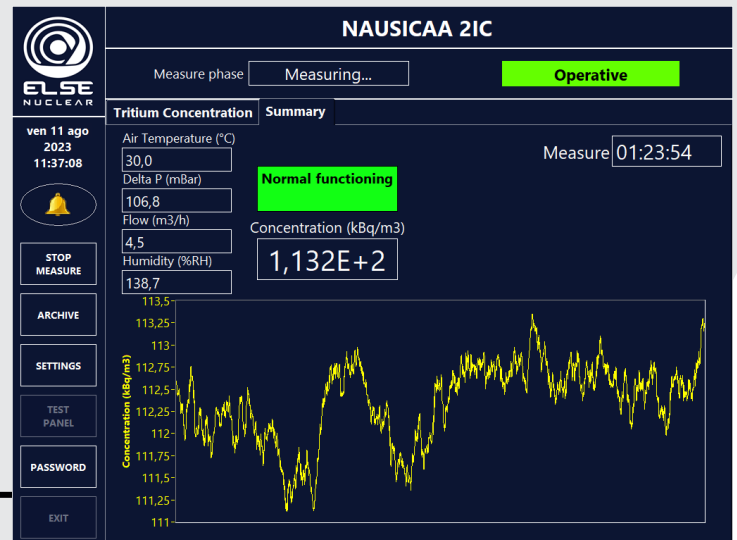 NAUSICAA 2IC
ELSE
NUCLEAR
Measure phase
Measuring...
Operative
Tritium Concentration
Summary
ven 11 ago
2023
11:37:08
Air Temperature (°C)
30,0
Delta P (mBar)
106,8
Flow (m3/h)
4,5
Humidity (%RH)
138,7
Normal functioning
Concentration (kBq/m3)
1,132E+2
Measure
01:23:54
STOP
MEASURE
ARCHIVE
SETTINGS
TEST
PANEL
PASSWORD
EXIT
Concentration (kBq/m3)
113,5
113,25
113
112,75
112,5
112,25
112
111,75
111,5
111,25
111